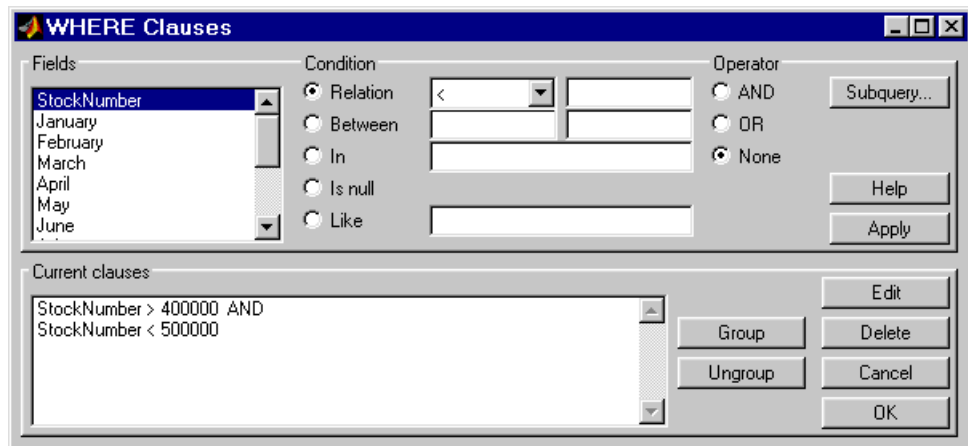 WHERE Clauses
Fields
StockNumber
January
February
March
April
May
June
Condition
Relation
<
Between
In
Is null
Like
Operator
AND
OR
None
Subquery...
Help
Apply
Current clauses
StockNumber > 400000 AND
StockNumber < 500000
Group
Ungroup
Edit
Delete
Cancel
OK